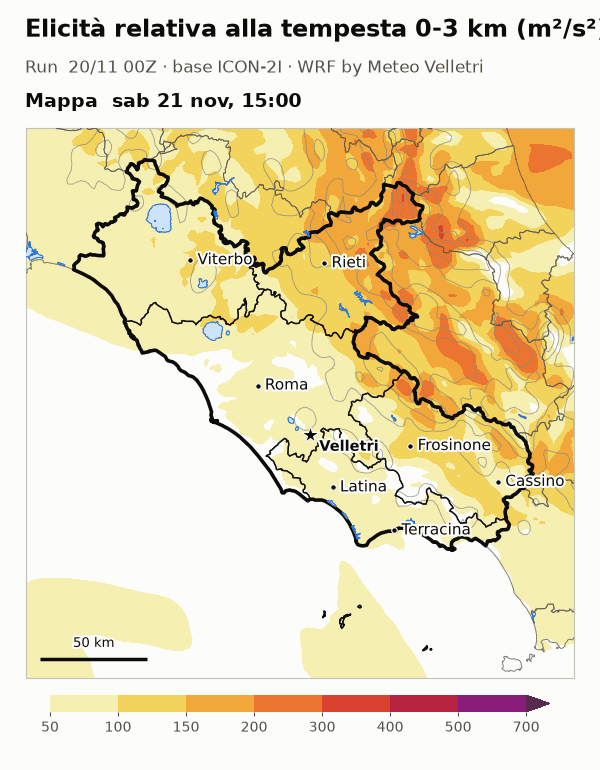 Elicità relativa alla tempesta 0-3 km (m²/s²)
Run 20/11 00Z · base ICON-2I · WRF by Meteo Velletri
Mappa sab 21 nov, 15:00
Viterbo
Rieti
Roma
Velletri
Frosinone
Latina
Cassino
Terracina
50 km
50 100 150 200 300 400 500 700